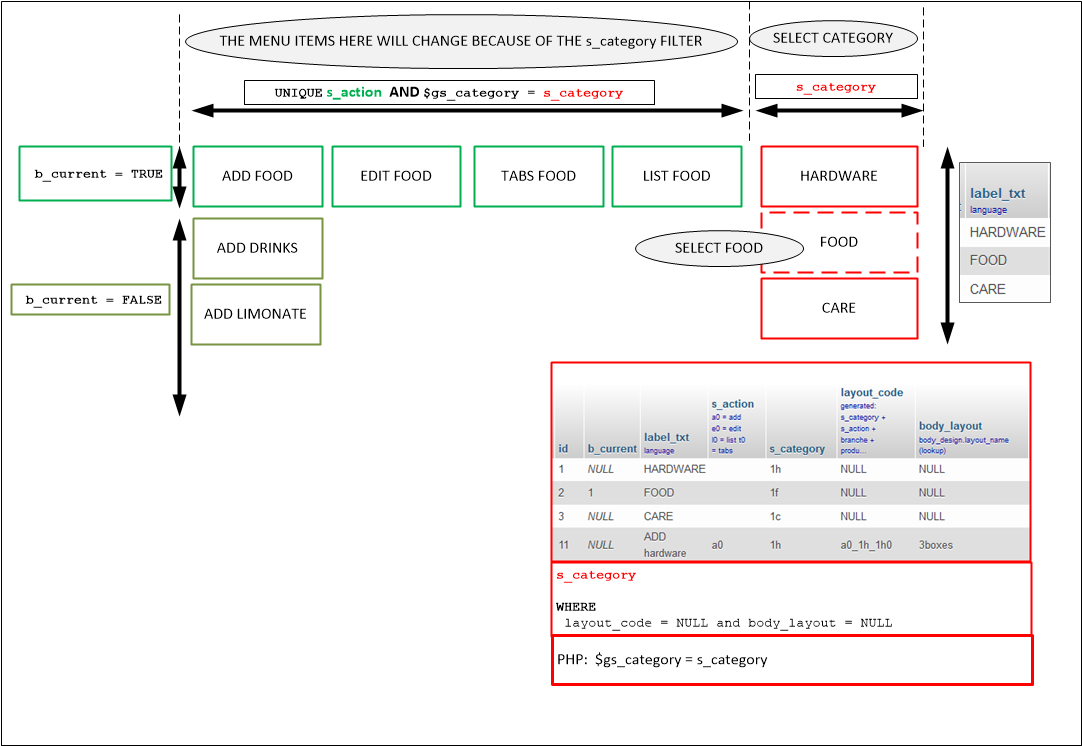 THE MENU ITEMS HERE WILL CHANGE BECAUSE OF THE s_category FILTER
SELECT CATEGORY
UNIQUE s_action AND $gs_category = s_category
s_category
b_current = TRUE
ADD FOOD
EDIT FOOD
TABS FOOD
LIST FOOD
HARDWARE
label_txt
language
HARDWARE
FOOD
CARE
ADD DRINKS
SELECT FOOD
FOOD
b_current = FALSE
ADD LIMONATE
CARE
id
b_current
label_txt
language
s_action
a0 = add
e0 = edit
l0 = list t0
= tabs
s_category
layout_code
generated:
s_category +
s_action +
branche +
produ...
body_layout
body_design.layout_name
(lookup)
1 NULL HARDWARE 1h NULL NULL
2 1 FOOD 1f NULL NULL
3 NULL CARE 1c NULL NULL
11 NULL ADD hardware a0 1h a0_1h_1h0 3boxes
s_category
WHERE
layout_code = NULL and body_layout = NULL
PHP: $gs_category = s_category